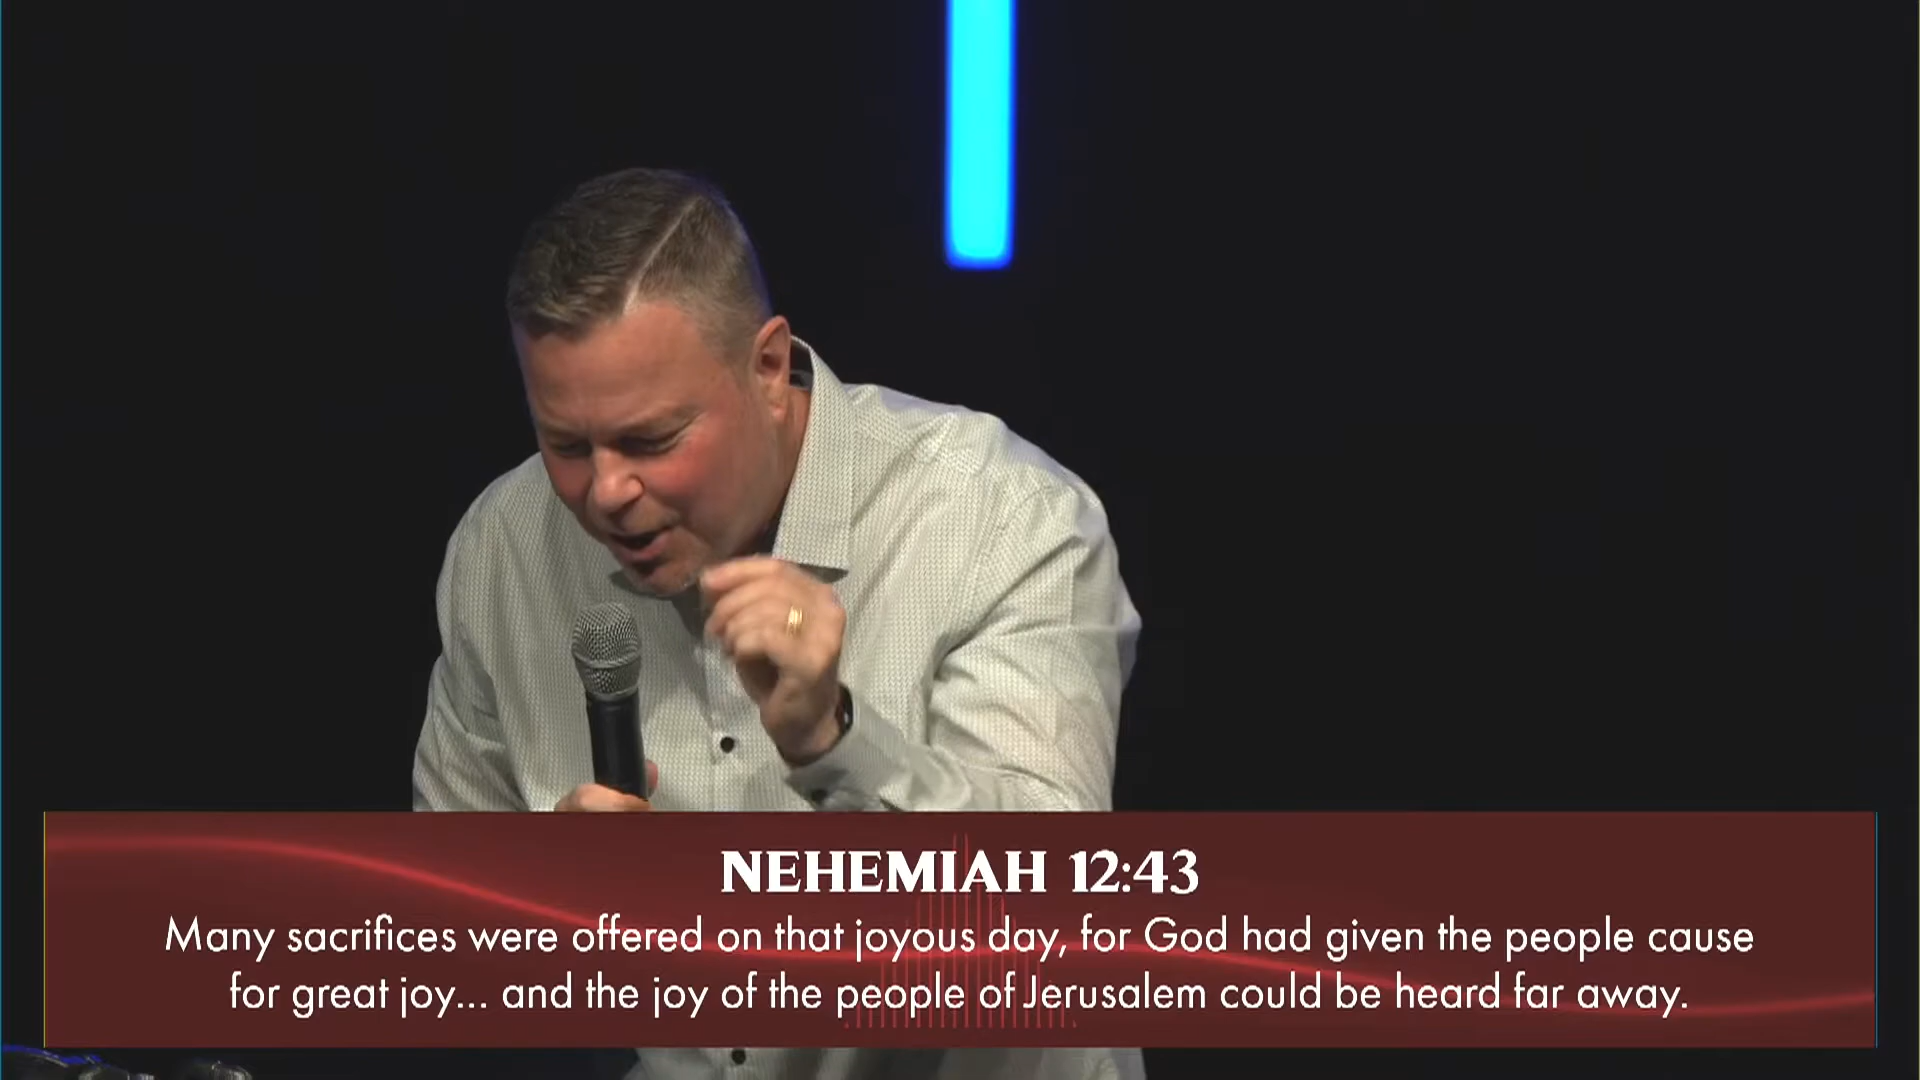 NEHEMIAH 12:43
Many sacrifices were offered on that joyous day, for God had given the people cause
for great joy... and the joy of the people of Jerusalem could be heard far away.